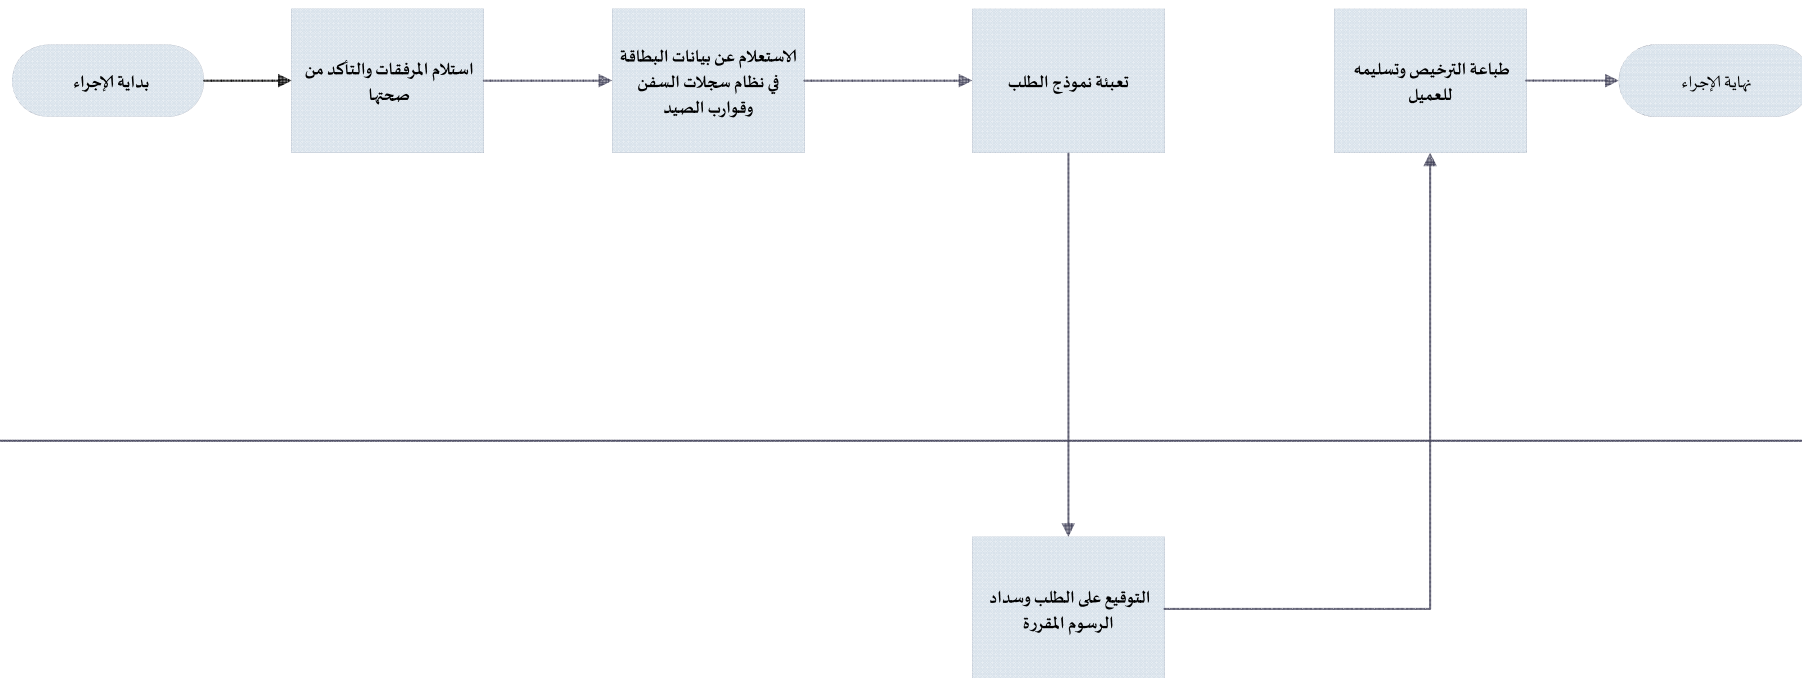 بداية الإجراء
استلام المرفقات والتأكد من
صحتها
الاستعلام عن بيانات البطاقة
في نظام سجلات السفن
وقوارب الصيد
تعبئة نموذج الطلب
التوقيع على الطلب وسداد
الرسوم المقررة
طباعة الترخيص وتسليمه
للعميل
نهاية الإجراء